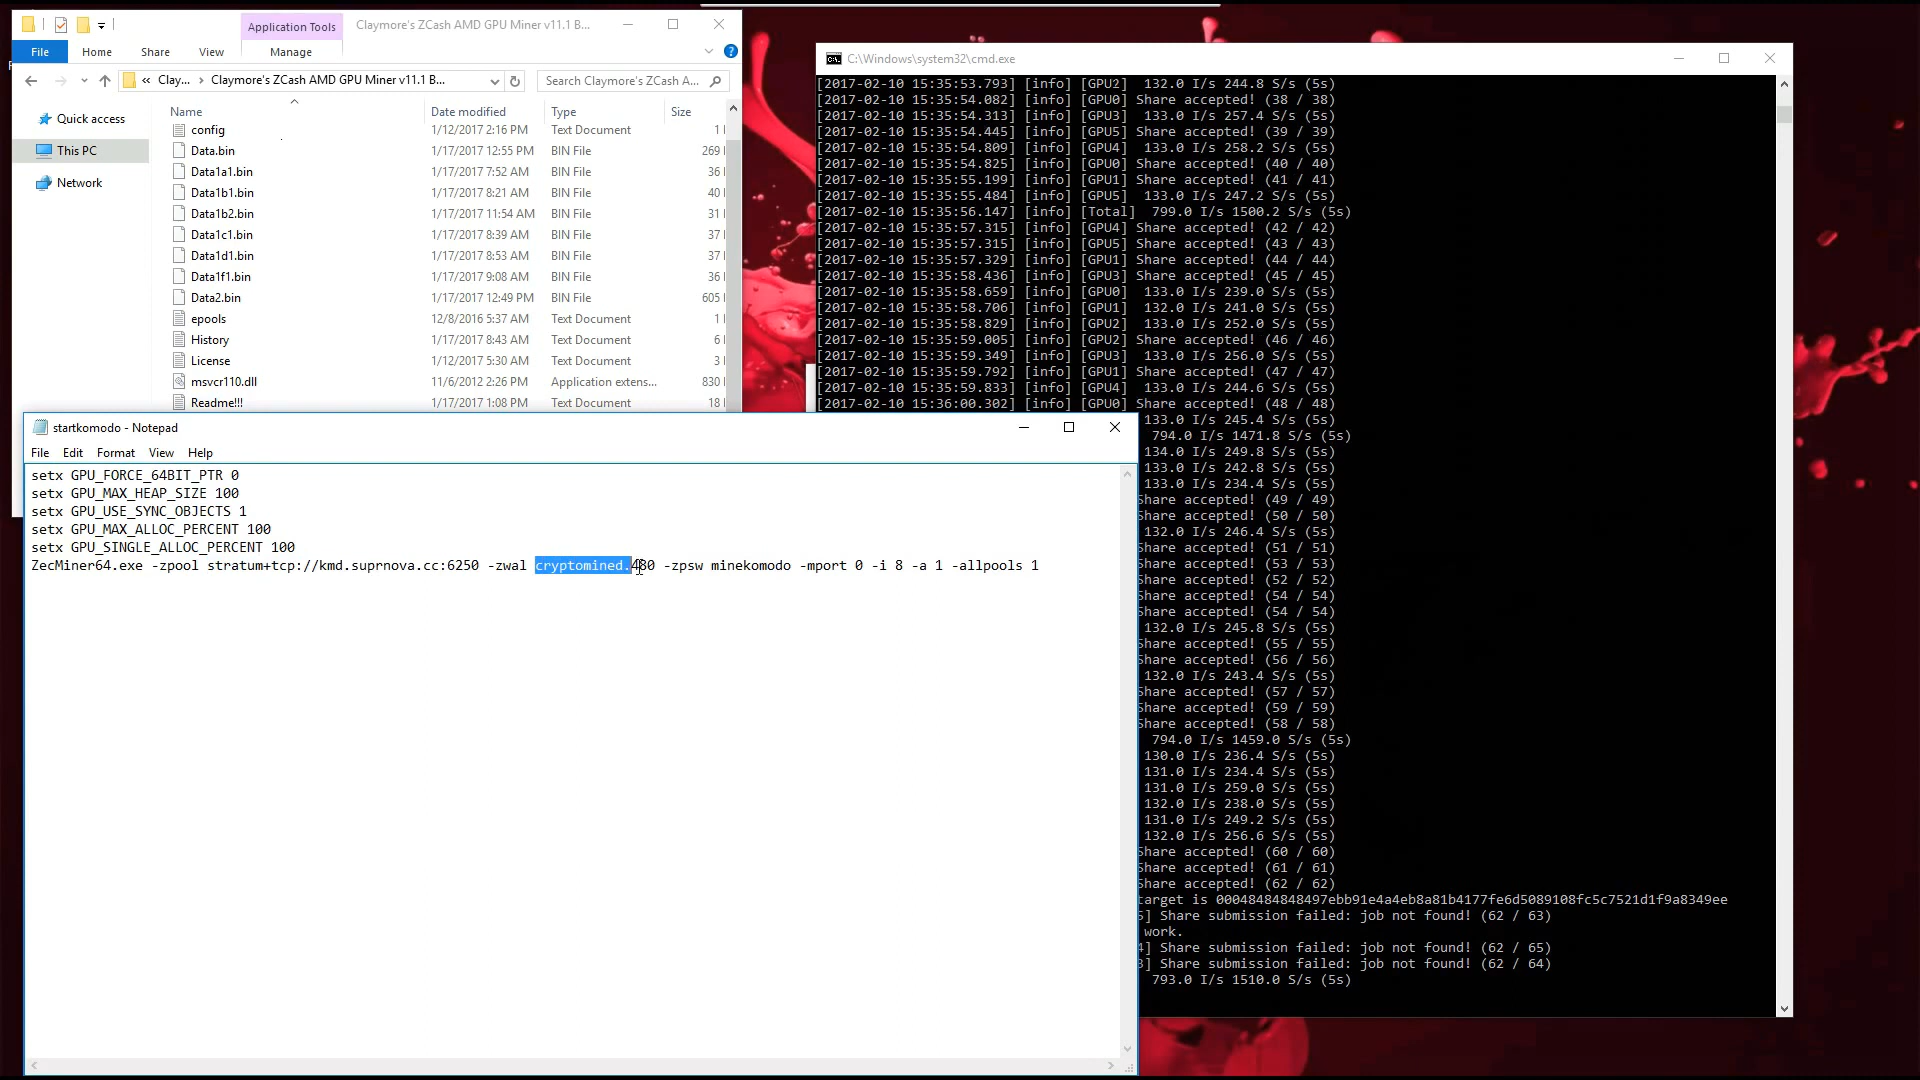 Application Tools
Claymore's ZCash AMD GPU Miner v11.1 B...
File Home Share View Manage
« Clay... › Claymore's ZCash AMD GPU Miner v11.1 B...
Search Claymore's ZCash A...
Quick access
This PC
Network
Name Date modified Type Size
config 1/12/2017 2:16 PM Text Document 1
Data.bin 1/17/2017 12:55 PM BIN File 269
Data1a1.bin 1/17/2017 7:52 AM BIN File 36
Data1b1.bin 1/17/2017 8:21 AM BIN File 40
Data1b2.bin 1/17/2017 11:54 AM BIN File 31
Data1c1.bin 1/17/2017 8:39 AM BIN File 37
Data1d1.bin 1/17/2017 8:53 AM BIN File 37
Data1f1.bin 1/17/2017 9:08 AM BIN File 36
Data2.bin 1/17/2017 12:49 PM BIN File 605
epools 12/8/2016 5:37 AM Text Document 1
History 1/17/2017 8:43 AM Text Document 6
License 1/12/2017 5:30 AM Text Document 3
msvcr110.dll 11/6/2012 2:26 PM Application extens... 830
Readme!!! 1/17/2017 1:08 PM Text Document 18
startkomodo - Notepad
File Edit Format View Help
setx GPU_FORCE_64BIT_PTR 0
setx GPU_MAX_HEAP_SIZE 100
setx GPU_USE_SYNC_OBJECTS 1
setx GPU_MAX_ALLOC_PERCENT 100
setx GPU_SINGLE_ALLOC_PERCENT 100
ZecMiner64.exe -zpool stratum+tcp://kmd.suprnova.cc:6250 -zwal cryptomined.480 -zpsw minekomodo -mport 0 -i 8 -a 1 -allpools 1
C:\Windows\system32\cmd.exe
[2017-02-10 15:35:53.793] [info] [GPU2] 132.0 I/s 244.8 S/s (5s)
[2017-02-10 15:35:54.082] [info] [GPU0] Share accepted! (38 / 38)
[2017-02-10 15:35:54.313] [info] [GPU3] 133.0 I/s 257.4 S/s (5s)
[2017-02-10 15:35:54.445] [info] [GPU5] Share accepted! (39 / 39)
[2017-02-10 15:35:54.809] [info] [GPU4] 133.0 I/s 258.2 S/s (5s)
[2017-02-10 15:35:54.825] [info] [GPU0] Share accepted! (40 / 40)
[2017-02-10 15:35:55.199] [info] [GPU1] Share accepted! (41 / 41)
[2017-02-10 15:35:55.484] [info] [GPU5] 133.0 I/s 247.2 S/s (5s)
[2017-02-10 15:35:56.147] [info] [Total] 799.0 I/s 1500.2 S/s (5s)
[2017-02-10 15:35:57.315] [info] [GPU4] Share accepted! (42 / 42)
[2017-02-10 15:35:57.315] [info] [GPU5] Share accepted! (43 / 43)
[2017-02-10 15:35:57.329] [info] [GPU1] Share accepted! (44 / 44)
[2017-02-10 15:35:58.436] [info] [GPU3] Share accepted! (45 / 45)
[2017-02-10 15:35:58.659] [info] [GPU0] 133.0 I/s 239.0 S/s (5s)
[2017-02-10 15:35:58.706] [info] [GPU1] 132.0 I/s 241.0 S/s (5s)
[2017-02-10 15:35:58.829] [info] [GPU2] 133.0 I/s 252.0 S/s (5s)
[2017-02-10 15:35:59.005] [info] [GPU2] Share accepted! (46 / 46)
[2017-02-10 15:35:59.349] [info] [GPU3] 133.0 I/s 256.0 S/s (5s)
[2017-02-10 15:35:59.792] [info] [GPU1] Share accepted! (47 / 47)
[2017-02-10 15:35:59.833] [info] [GPU4] 133.0 I/s 244.6 S/s (5s)
[2017-02-10 15:36:00.302] [info] [GPU0] Share accepted! (48 / 48)
133.0 I/s 245.4 S/s (5s)
794.0 I/s 1471.8 S/s (5s)
134.0 I/s 249.8 S/s (5s)
133.0 I/s 242.8 S/s (5s)
133.0 I/s 234.4 S/s (5s)
Share accepted! (49 / 49)
Share accepted! (50 / 50)
132.0 I/s 246.4 S/s (5s)
Share accepted! (51 / 51)
Share accepted! (53 / 53)
Share accepted! (52 / 52)
Share accepted! (54 / 54)
Share accepted! (54 / 54)
132.0 I/s 245.8 S/s (5s)
Share accepted! (55 / 55)
Share accepted! (56 / 56)
132.0 I/s 243.4 S/s (5s)
Share accepted! (57 / 57)
Share accepted! (59 / 59)
Share accepted! (58 / 58)
794.0 I/s 1459.0 S/s (5s)
130.0 I/s 236.4 S/s (5s)
131.0 I/s 234.4 S/s (5s)
131.0 I/s 259.0 S/s (5s)
132.0 I/s 238.0 S/s (5s)
131.0 I/s 249.2 S/s (5s)
132.0 I/s 256.6 S/s (5s)
Share accepted! (60 / 60)
Share accepted! (61 / 61)
Share accepted! (62 / 62)
target is 00048484848497ebb91e4a4eb8a81b4177fe6d5089108fc5c7521d1f9a8349ee
5] Share submission failed: job not found! (62 / 63)
work.
4] Share submission failed: job not found! (62 / 65)
3] Share submission failed: job not found! (62 / 64)
793.0 I/s 1510.0 S/s (5s)